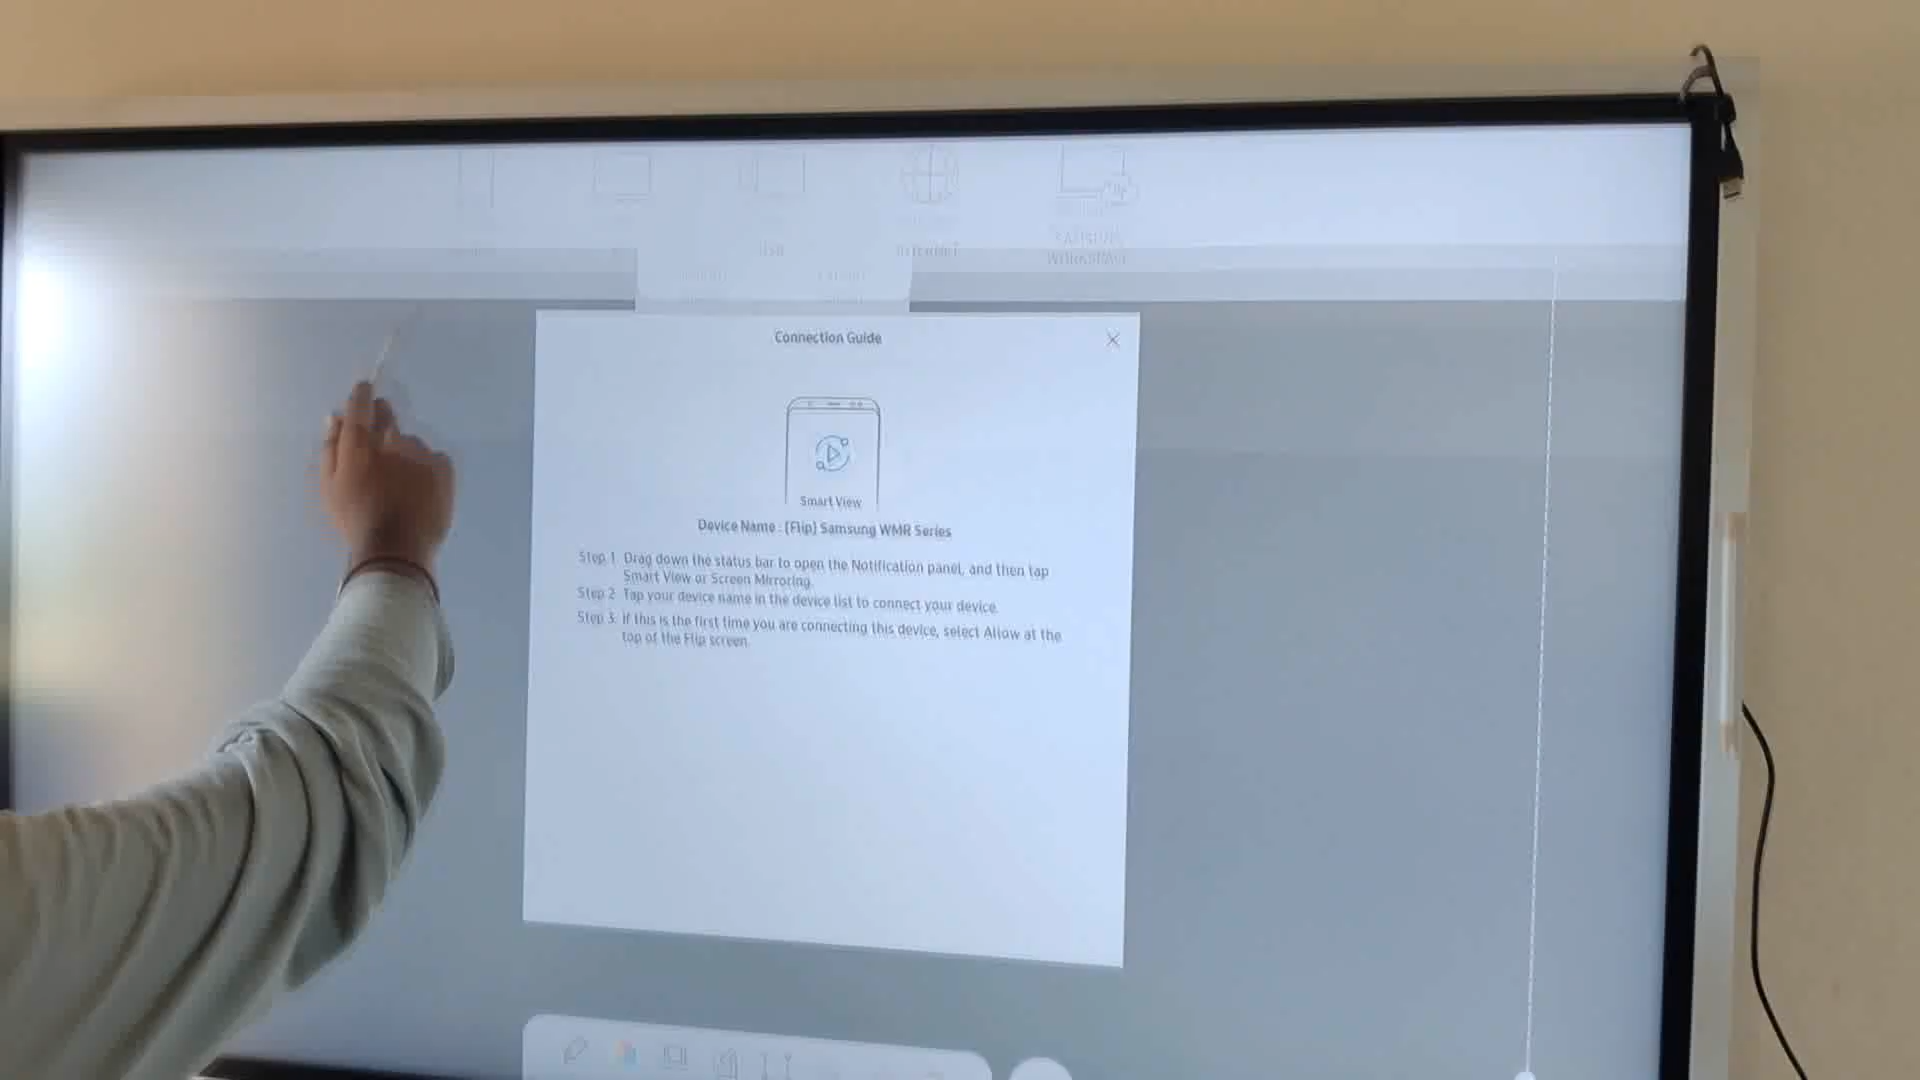 USB
INTERNET
SAMSUNG
WORKSPACE
Connection Guide
Smart View
Device Name : [Flip] Samsung WMR Series
Step 1. Drag down the status bar to open the Notification panel, and then tap
Smart View or Screen Mirroring.
Step 2. Tap your device name in the device list to connect your device.
Step 3. If this is the first time you are connecting this device, select Allow at the
top of the Flip screen.